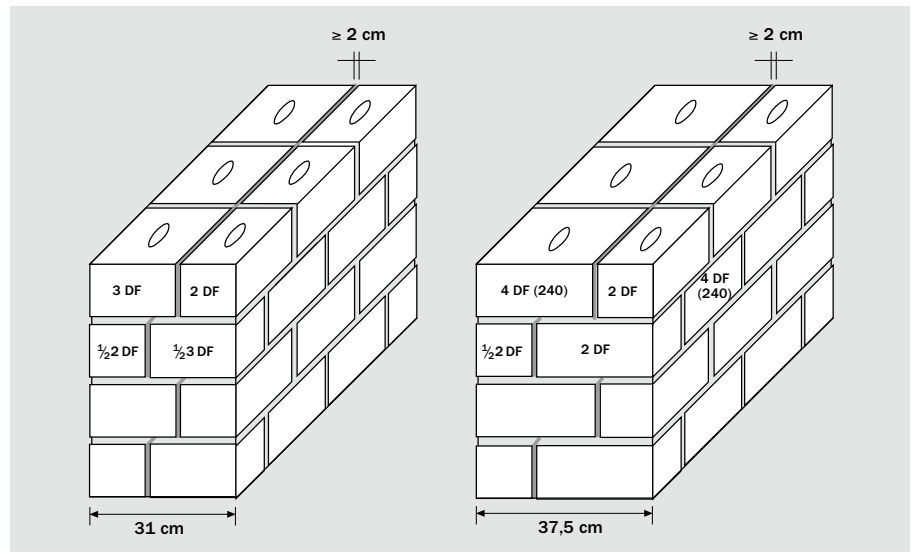 ≥ 2 cm
3 DF
2 DF
½2 DF
½3 DF
31 cm
≥ 2 cm
4 DF (240)
2 DF
4 DF
(240)
½2 DF
2 DF
37,5 cm